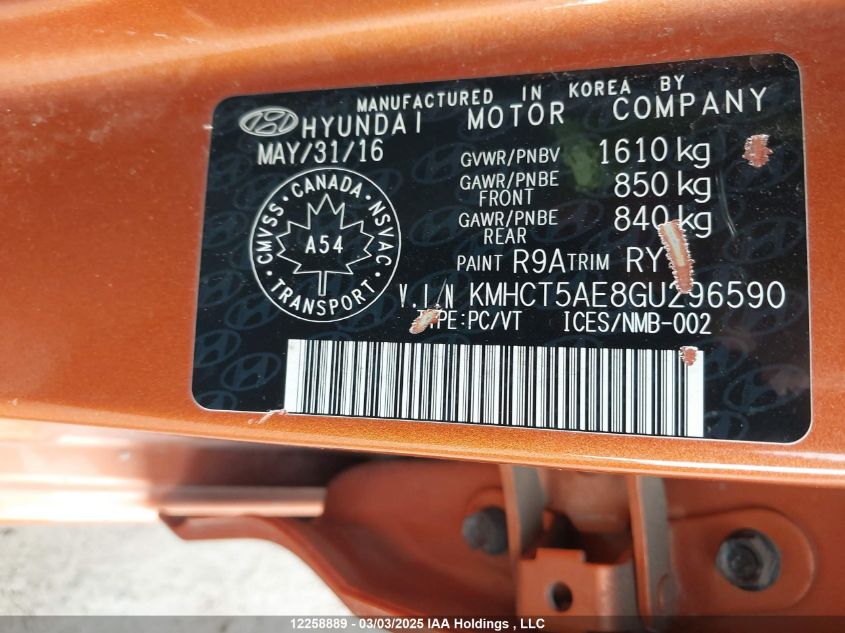 MANUFACTURED IN KOREA BY
HYUNDAI MOTOR COMPANY
MAY/31/16
GVWR/PNBV 1610 kg
GAWR/PNBE FRONT 850 kg
GAWR/PNBE REAR 840 kg
CMVSS · CANADA · NSVAC
A54
· TRANSPORT ·
PAINT R9A TRIM RY
V.I.N KMHCT5AE8GU296590
TYPE:PC/VT ICES/NMB-002
12258889 - 03/03/2025 IAA Holdings , LLC